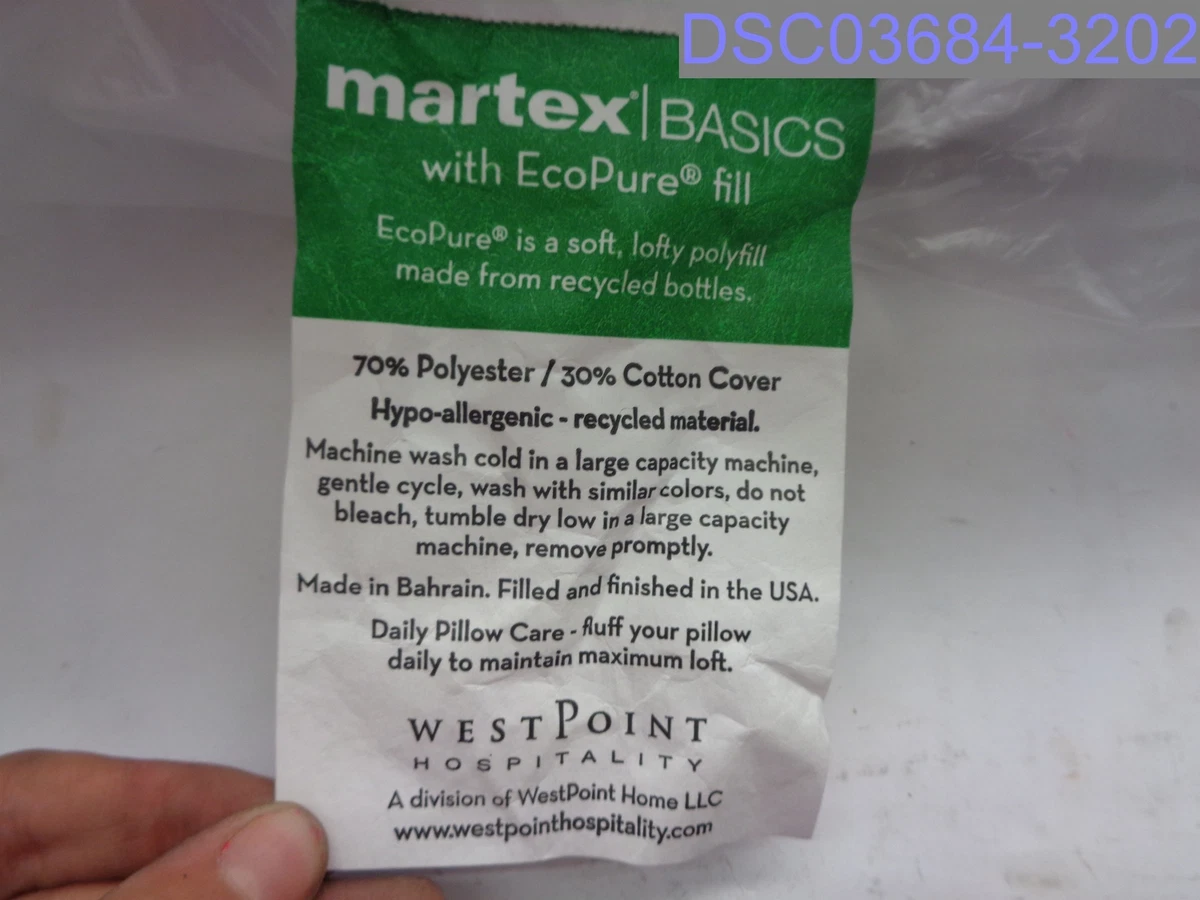 DSC03684-3202
martex® | BASICS
with EcoPure® fill
EcoPure® is a soft, lofty polyfill
made from recycled bottles.
70% Polyester / 30% Cotton Cover
Hypo-allergenic - recycled material.
Machine wash cold in a large capacity machine,
gentle cycle, wash with similar colors, do not
bleach, tumble dry low in a large capacity
machine, remove promptly.
Made in Bahrain. Filled and finished in the USA.
Daily Pillow Care - fluff your pillow
daily to maintain maximum loft.
WESTPOINT
HOSPITALITY
A division of WestPoint Home LLC
www.westpointhospitality.com